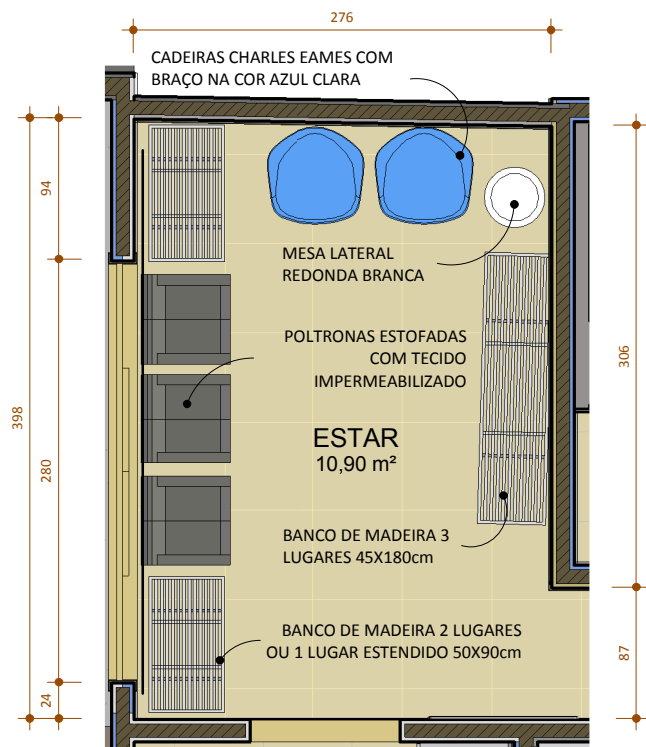 276
CADEIRAS CHARLES EAMES COM
BRAÇO NA COR AZUL CLARA
94
MESA LATERAL
REDONDA BRANCA
306
POLTRONAS ESTOFADAS
COM TECIDO
IMPERMEABILIZADO
398
ESTAR
10,90 m²
280
BANCO DE MADEIRA 3
LUGARES 45X180cm
BANCO DE MADEIRA 2 LUGARES
OU 1 LUGAR ESTENDIDO 50X90cm
87
24